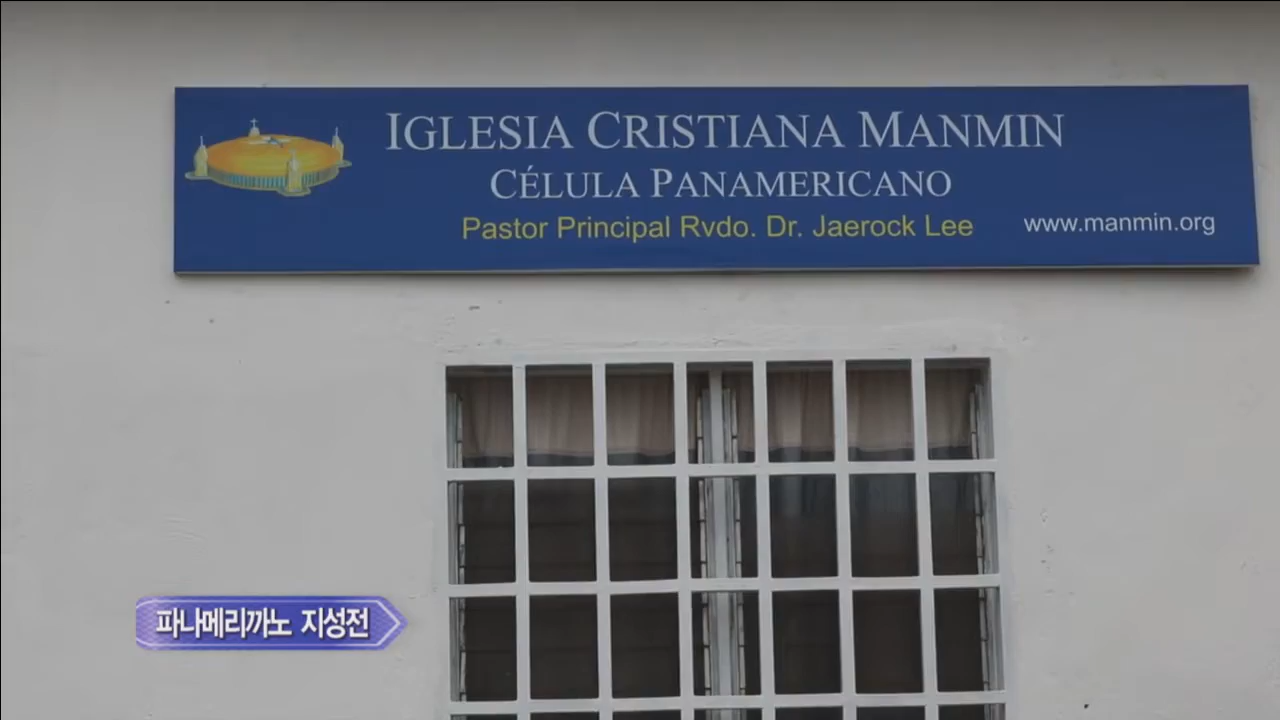 IGLESIA CRISTIANA MANMIN
CÉLULA PANAMERICANO
Pastor Principal Rvdo. Dr. Jaerock Lee
www.manmin.org
파나메리까노 지성전